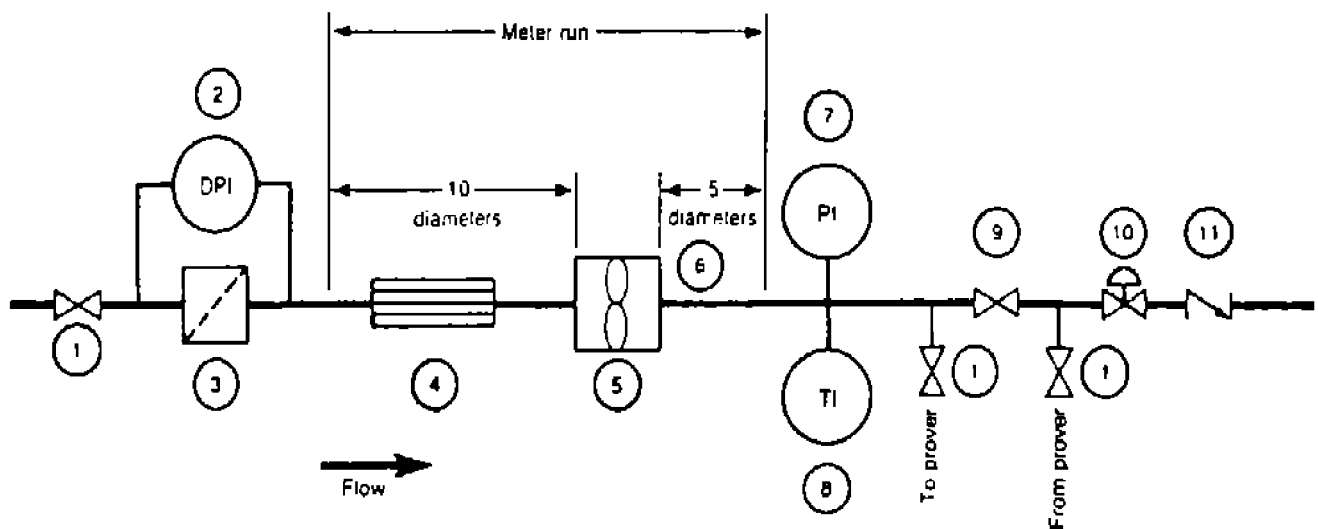 Meter run
2
7
DPI
10
diameters
5
diameters
PI
9
10
11
6
1
3
4
5
TI
1
1
8
Flow
To prover
From prover